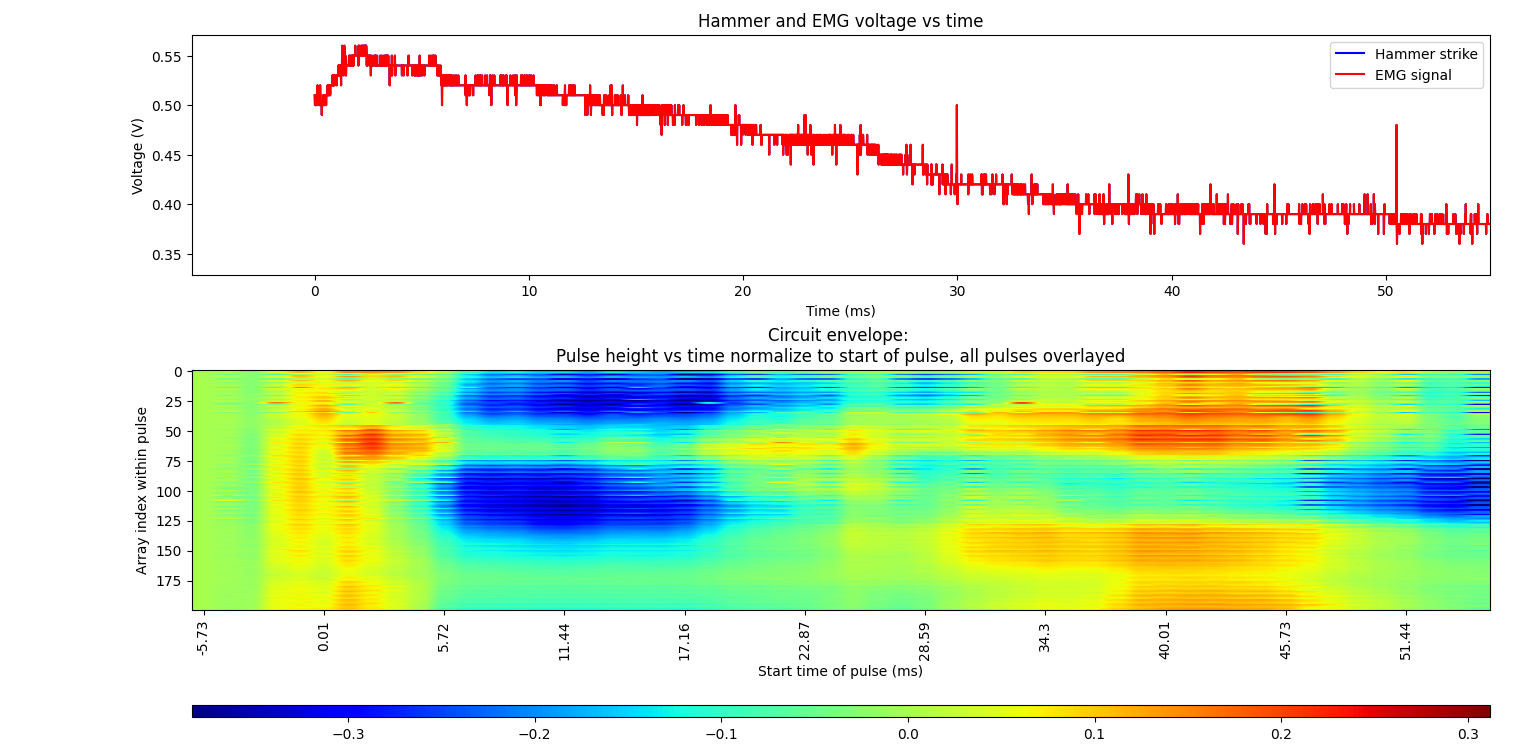 Hammer and EMG voltage vs time
Hammer strike
EMG signal
Voltage (V)
0.55
0.50
0.45
0.40
0.35
0 10 20 30 40 50
Time (ms)
Circuit envelope:
Pulse height vs time normalize to start of pulse, all pulses overlayed
Array index within pulse
0
25
50
75
100
125
150
175
-5.73 0.01 5.72 11.44 17.16 22.87 28.59 34.3 40.01 45.73 51.44
Start time of pulse (ms)
−0.3 −0.2 −0.1 0.0 0.1 0.2 0.3